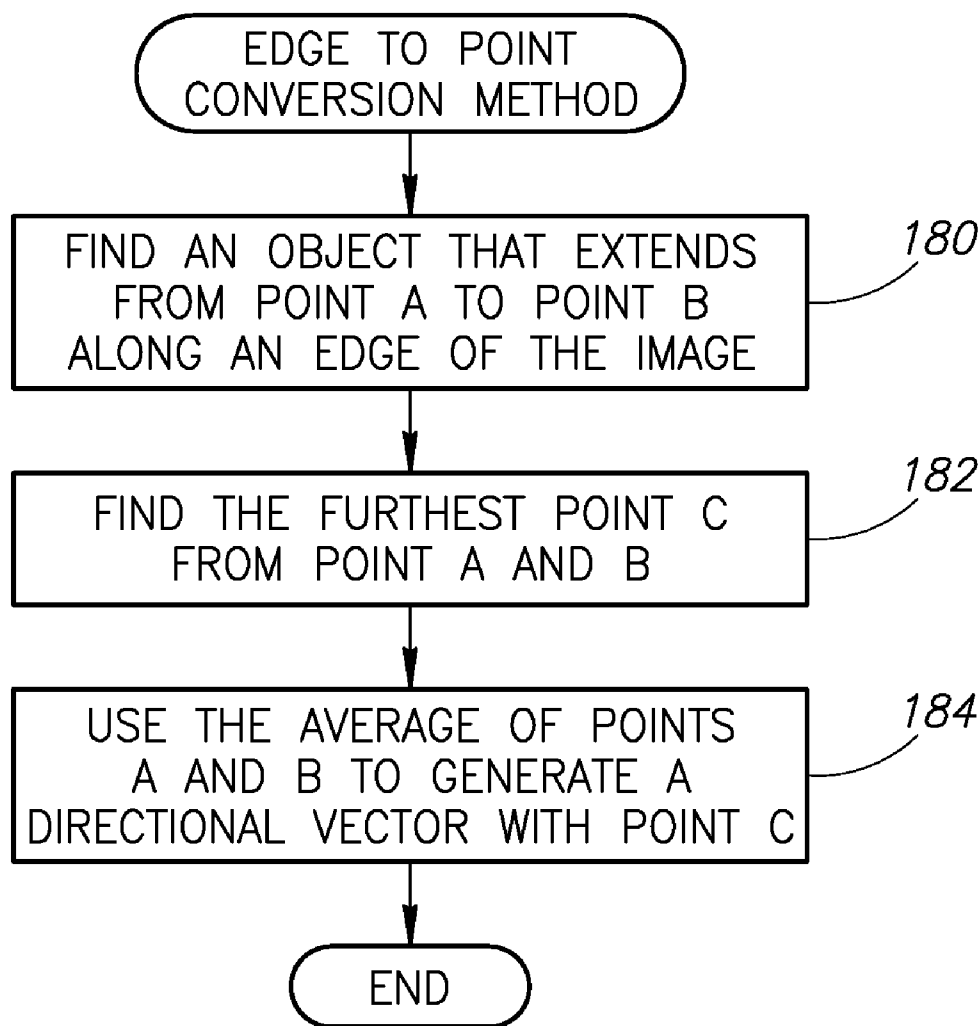 EDGE TO POINT
CONVERSION METHOD
FIND AN OBJECT THAT EXTENDS
FROM POINT A TO POINT B
ALONG AN EDGE OF THE IMAGE
180
FIND THE FURTHEST POINT C
FROM POINT A AND B
182
USE THE AVERAGE OF POINTS
A AND B TO GENERATE A
DIRECTIONAL VECTOR WITH POINT C
184
END